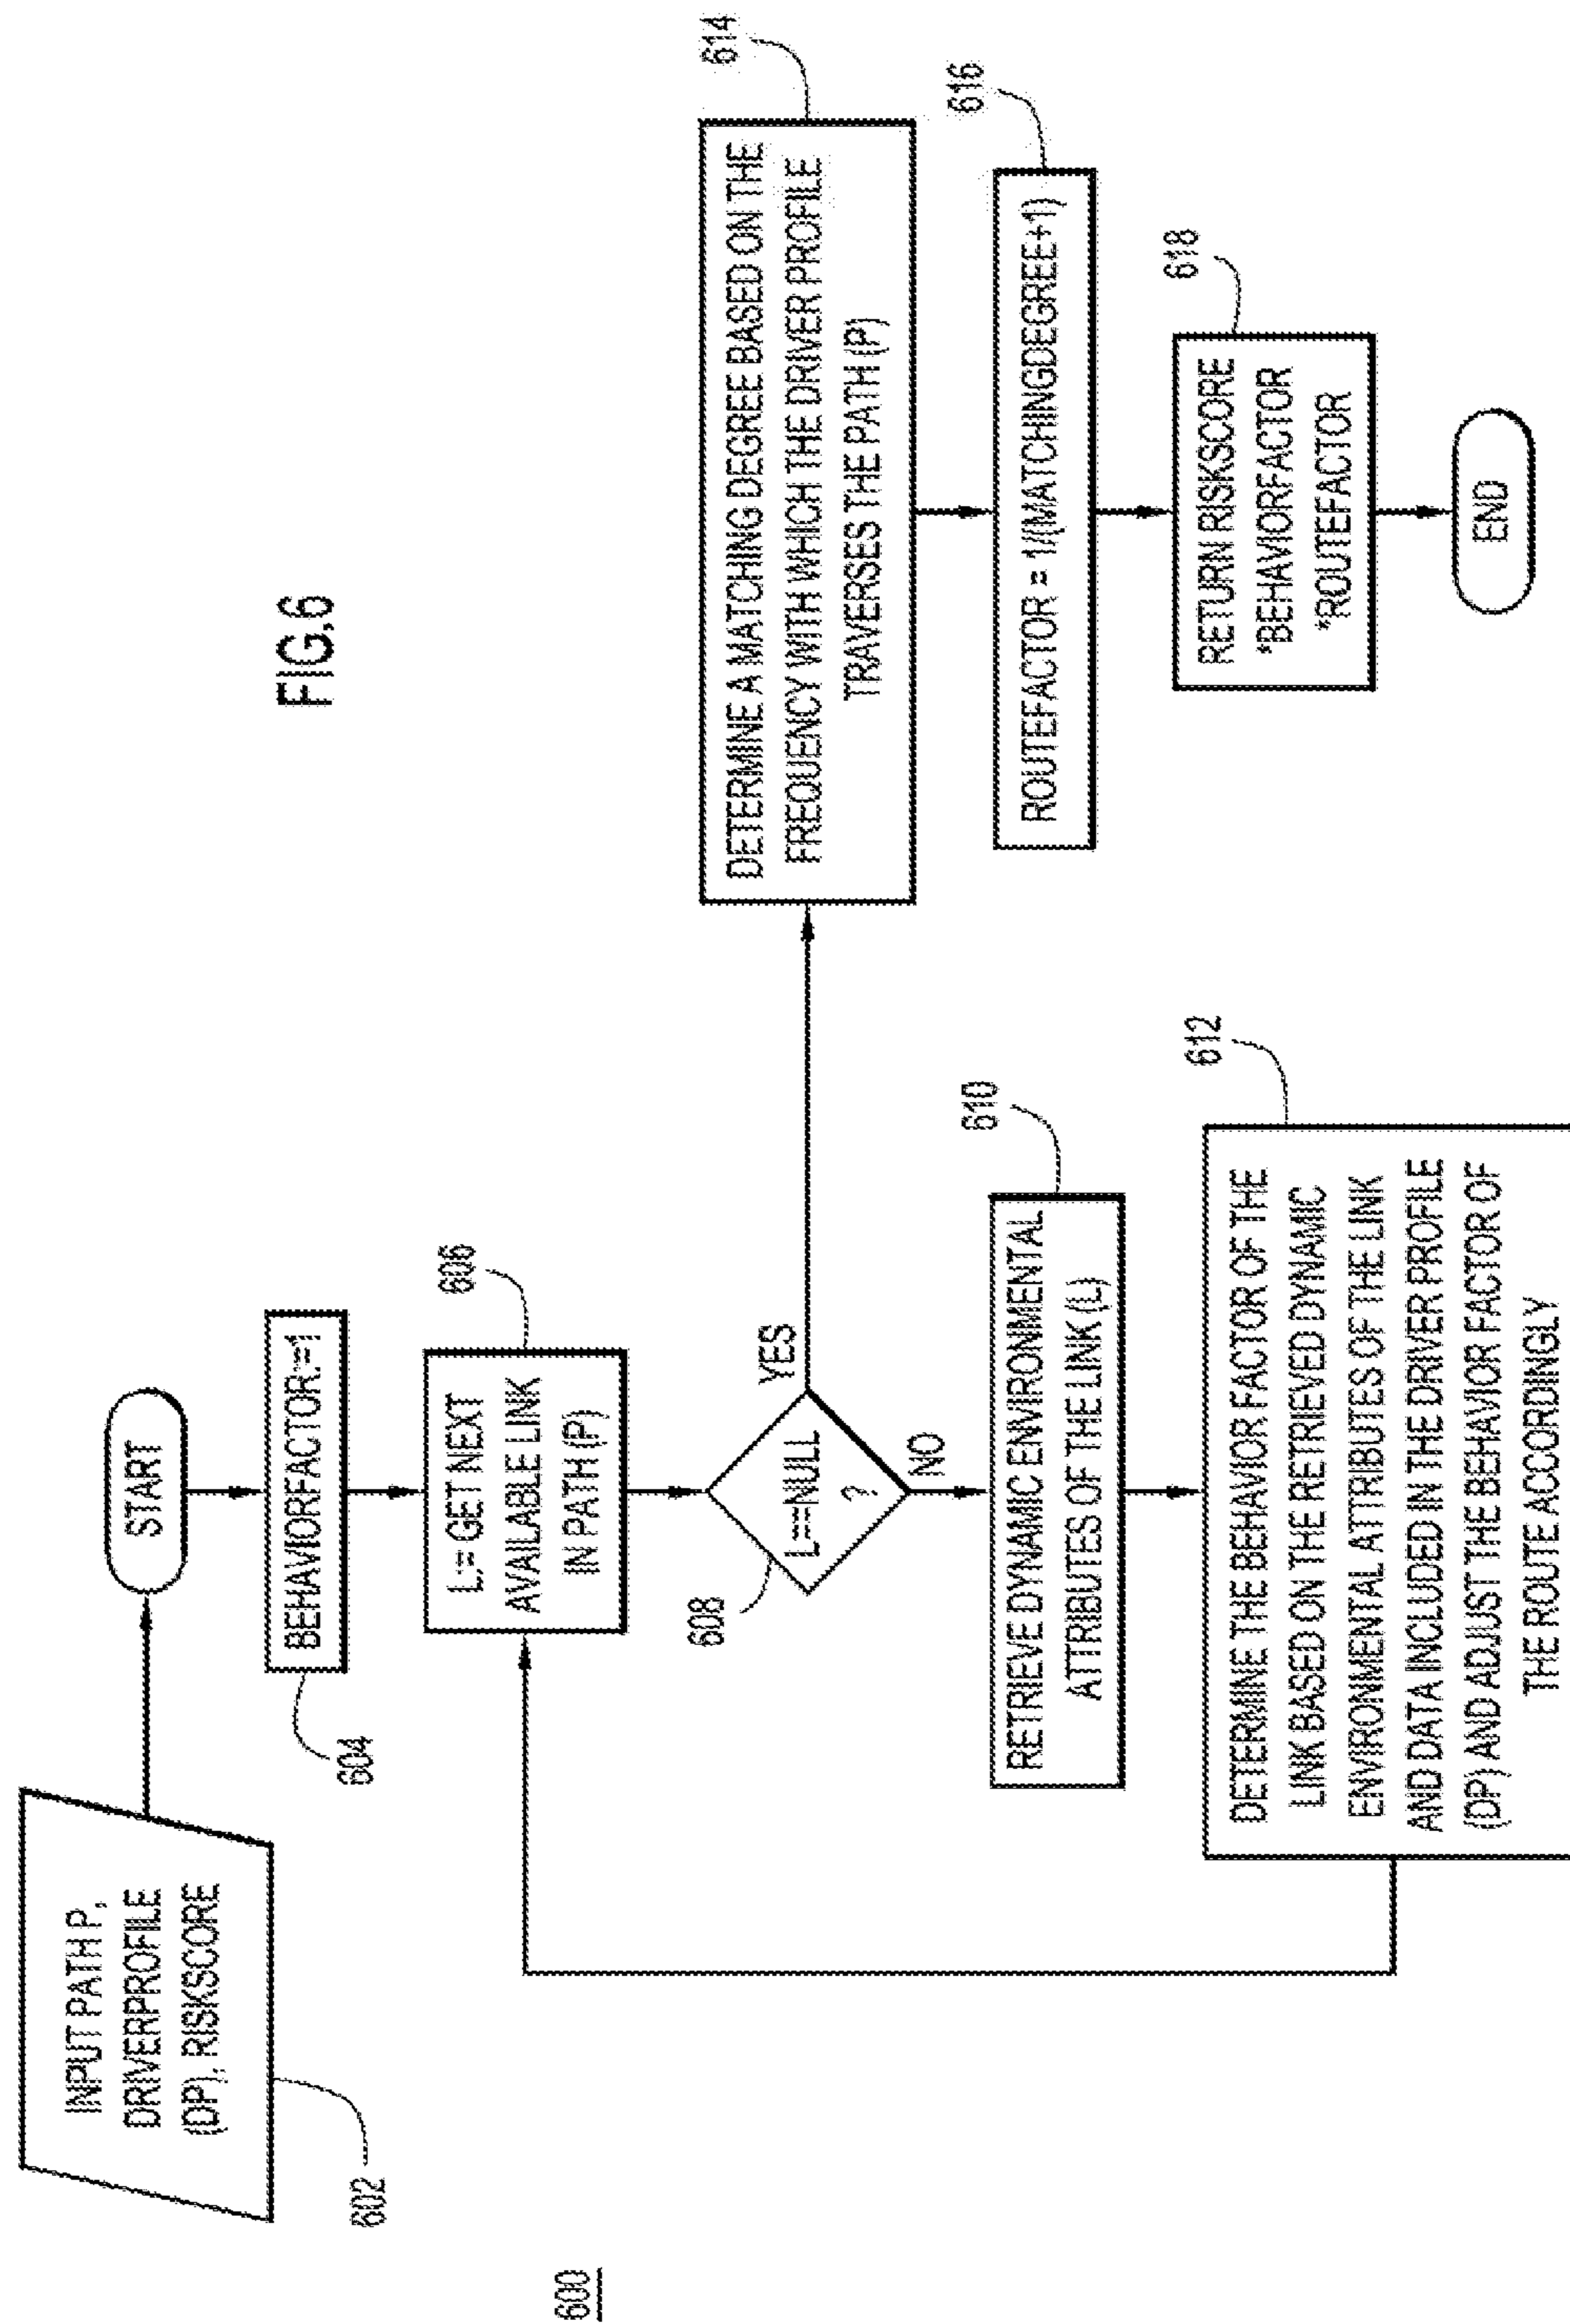 FIG.6
600
INPUT PATH P,
DRIVERPROFILE
(DP), RISKSCORE
602
START
BEHAVIORFACTOR:=1
604
L:= GET NEXT
AVAILABLE LINK
IN PATH (P)
606
L==NULL
?
608
YES
NO
RETRIEVE DYNAMIC ENVIRONMENTAL
ATTRIBUTES OF THE LINK (L)
610
DETERMINE THE BEHAVIOR FACTOR OF THE
LINK BASED ON THE RETRIEVED DYNAMIC
ENVIRONMENTAL ATTRIBUTES OF THE LINK
AND DATA INCLUDED IN THE DRIVER PROFILE
(DP) AND ADJUST THE BEHAVIOR FACTOR OF
THE ROUTE ACCORDINGLY
612
DETERMINE A MATCHING DEGREE BASED ON THE
FREQUENCY WITH WHICH THE DRIVER PROFILE
TRAVERSES THE PATH (P)
614
ROUTEFACTOR = 1/(MATCHINGDEGREE+1)
616
RETURN RISKSCORE
*BEHAVIORFACTOR
*ROUTEFACTOR
618
END